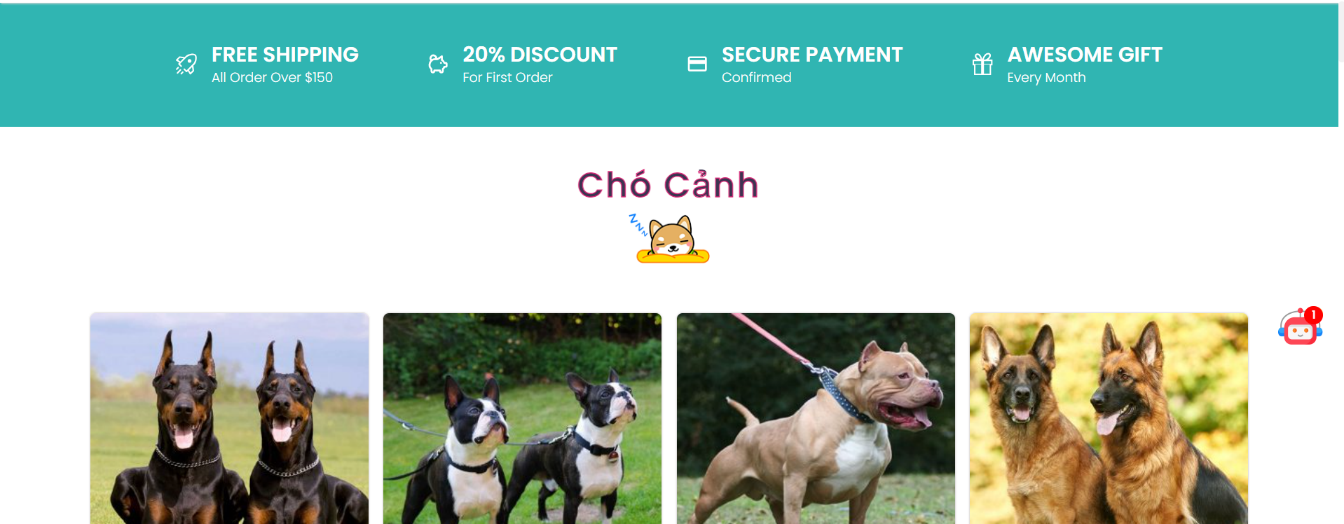 FREE SHIPPING
All Order Over $150
20% DISCOUNT
For First Order
SECURE PAYMENT
Confirmed
AWESOME GIFT
Every Month
Chó Cảnh
Z Z Z
1